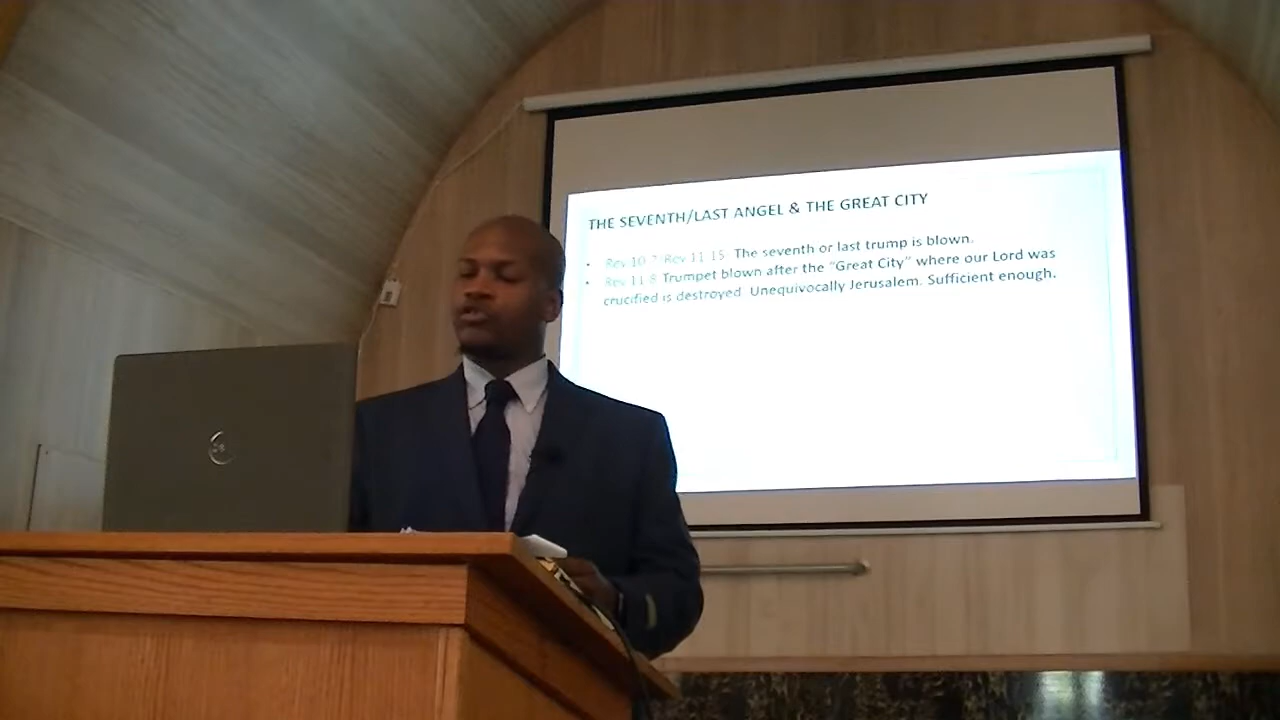 THE SEVENTH/LAST ANGEL & THE GREAT CITY
• Rev 10:7/Rev 11:15 The seventh or last trump is blown.
• Rev 11:8 Trumpet blown after the "Great City" where our Lord was
crucified is destroyed. Unequivocally Jerusalem. Sufficient enough.